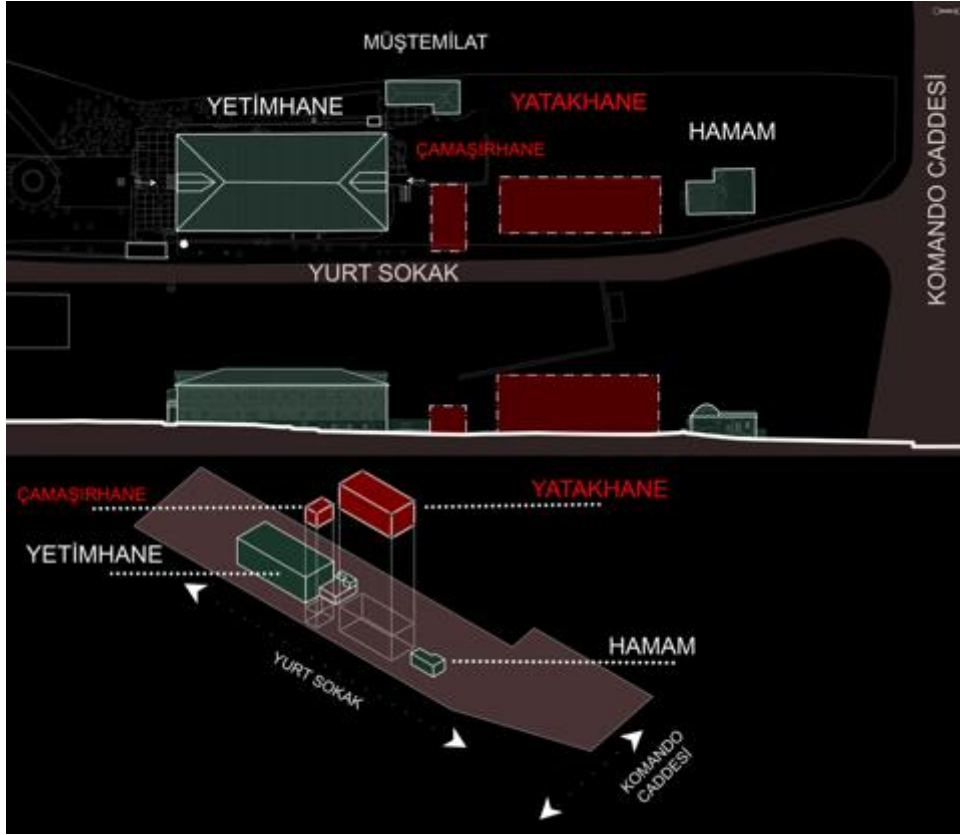 MÜŞTEMİLAT
YETİMHANE
YATAKHANE
HAMAM
ÇAMAŞIRHANE
KOMANDO CADDESİ
YURT SOKAK
ÇAMAŞIRHANE
YATAKHANE
YETİMHANE
HAMAM
YURT SOKAK
KOMANDO
CADDESİ